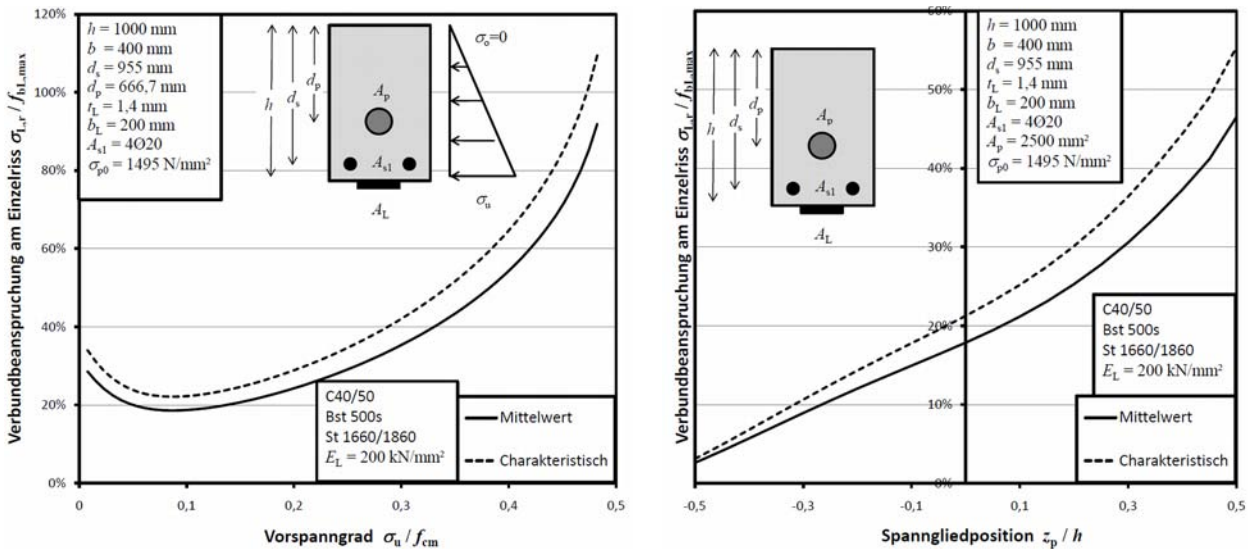 Verbundbeanspruchung am Einzelriss σL,r / fbL,max
120%
100%
80%
60%
40%
20%
0%
h = 1000 mm
b = 400 mm
ds = 955 mm
dp = 666,7 mm
tL = 1,4 mm
bL = 200 mm
As1 = 4Ø20
σp0 = 1495 N/mm²
h
ds
dp
Ap
As1
AL
σo=0
σu
C40/50
Bst 500s
St 1660/1860
EL = 200 kN/mm²
Mittelwert
Charakteristisch
0
0,1
0,2
0,3
0,4
0,5
Vorspanngrad σu / fcm
Verbundbeanspruchung am Einzelriss σL,r / fbL,max
60%
50%
40%
30%
20%
10%
0%
h
ds
dp
Ap
As1
AL
h = 1000 mm
b = 400 mm
ds = 955 mm
tL = 1,4 mm
bL = 200 mm
As1 = 4Ø20
Ap = 2500 mm²
σp0 = 1495 N/mm²
C40/50
Bst 500s
St 1660/1860
EL = 200 kN/mm²
Mittelwert
Charakteristisch
-0,5
-0,3
-0,1
0,1
0,3
0,5
Spanngliedposition zp / h